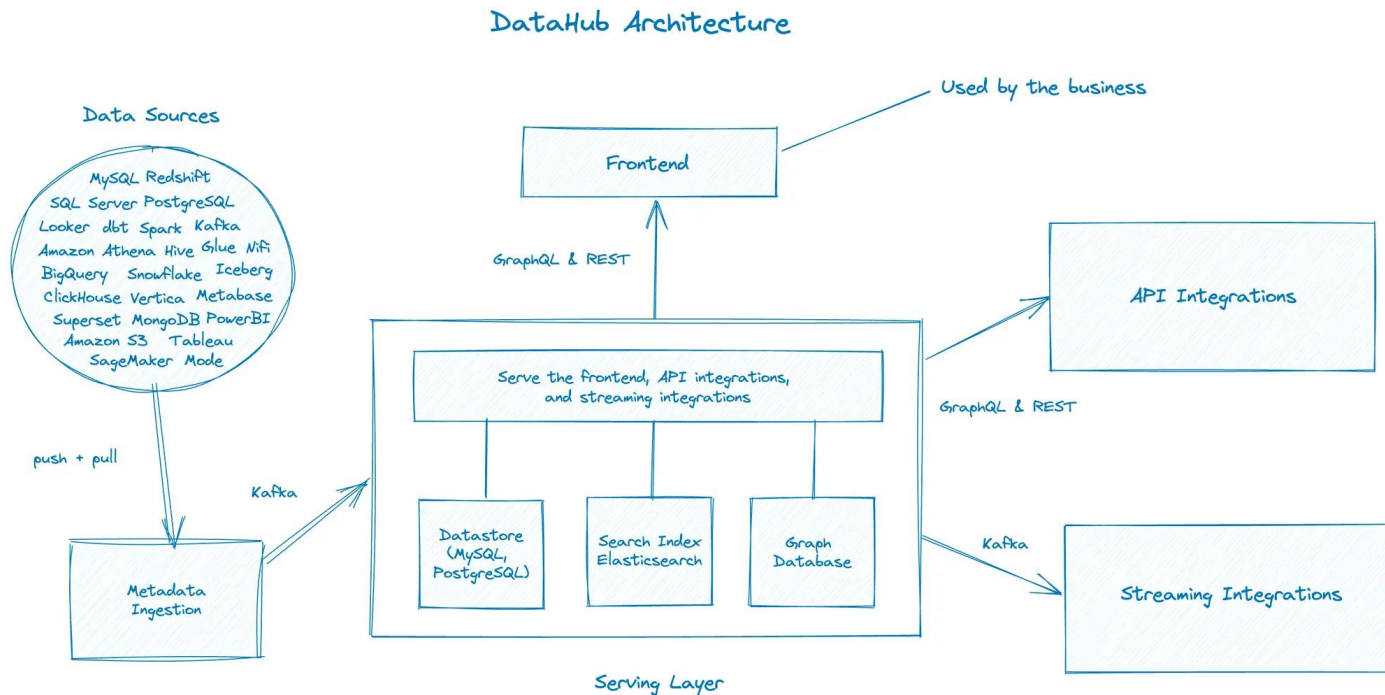 DataHub Architecture
Used by the business
Data Sources
MySQL Redshift
SQL Server PostgreSQL
Looker dbt Spark Kafka
Amazon Athena Hive Glue Nifi
BigQuery Snowflake Iceberg
ClickHouse Vertica Metabase
Superset MongoDB PowerBI
Amazon S3 Tableau
SageMaker Mode
push + pull
Metadata
Ingestion
Kafka
Frontend
GraphQL & REST
Serve the frontend, API integrations,
and streaming integrations
Datastore
(MySQL,
PostgreSQL)
Search Index
Elasticsearch
Graph
Database
Serving Layer
API Integrations
GraphQL & REST
Kafka
Streaming Integrations